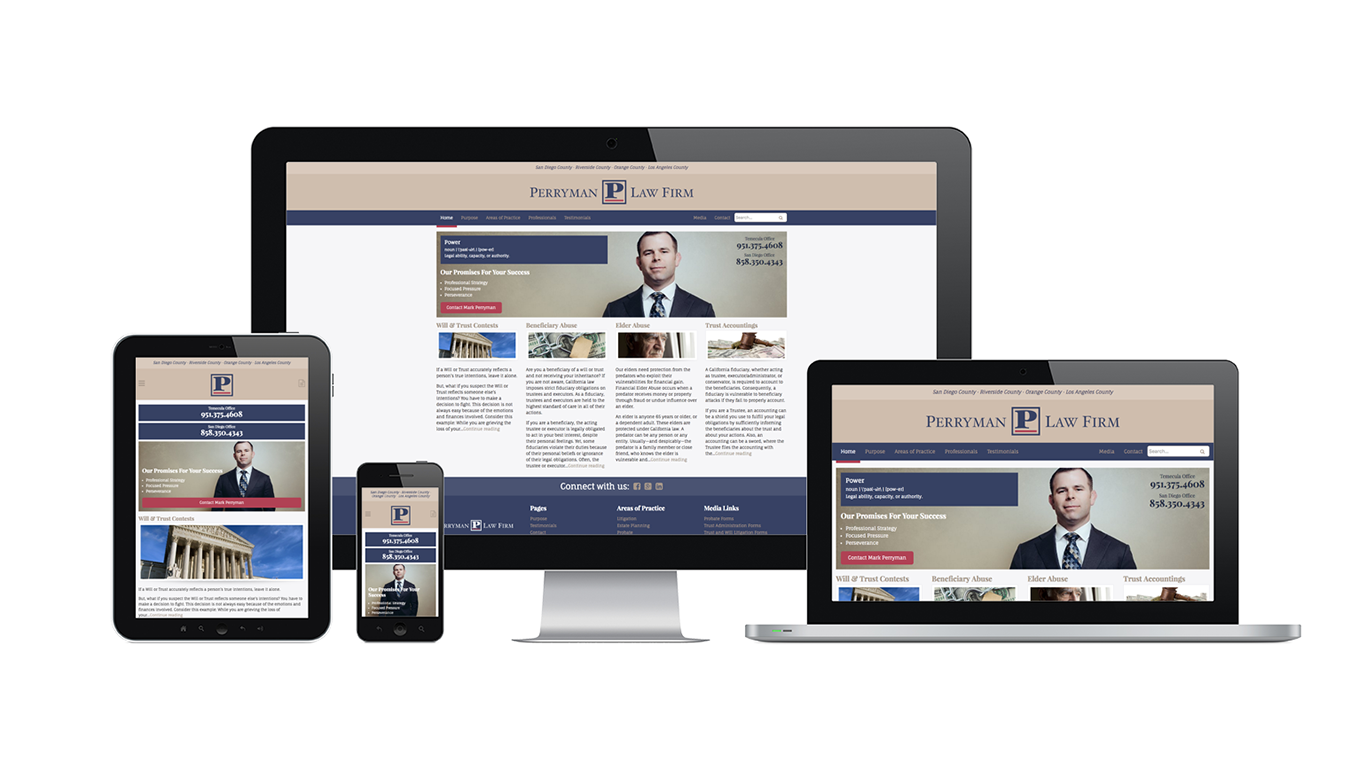 San Diego County · Riverside County · Orange County · Los Angeles County
PERRYMAN P LAW FIRM
Home Purpose Areas of Practice Professionals Testimonials Media Contact Search...
Power
noun | \ˈpau̇(-ə)r\ | [pow-er]
legal ability, capacity, or authority.
Temecula Office
951.375.4608
San Diego Office
858.350.4343
Our Promises For Your Success
• Professional Strategy
• Focused Pressure
• Perseverance
Contact Mark Perryman
Will & Trust Contests
If a Will or Trust accurately reflects a
person's true intentions, leave it alone.
But, what if you suspect the Will or
Trust reflects someone else's
intentions? You have to make a
decision to fight. This decision is not
always easy because of the emotions
and finances involved. Consider this
example: While you are grieving the
loss of your...Continue reading
Beneficiary Abuse
Are you a beneficiary of a will or trust
and not receiving your inheritance? If
you are not aware, California law
imposes strict fiduciary obligations on
trustees and executors. As a fiduciary,
trustees and executors are held to the
highest standard of care in all of their
actions.
If you are a beneficiary, the acting
trustee or executor is legally obligated
to act in your best interest, despite
their personal feelings. Yet, some
fiduciaries violate their duties because
of their personal beliefs or ignorance
of their legal obligations. Often, the
trustee or executor...Continue reading
Elder Abuse
Our elders need protection from the
predators who exploit their
vulnerabilities for financial gain.
Financial Elder Abuse occurs when a
predator receives money or property
through fraud or undue influence over
an elder.
An elder is anyone 65 years or older, or
a dependent adult. These elders are
protected under California law. A
predator can be any person or any
entity. Usually—and despicably—the
predator is a family member or close
friend, who knows the elder is
vulnerable and...Continue reading
Trust Accountings
A California fiduciary, whether acting
as trustee, executor/administrator, or
conservator, is required to account to
the beneficiaries. Consequently, a
fiduciary is vulnerable to beneficiary
attacks if they fail to properly account.
If you are a Trustee, an accounting can
be a shield you use to fulfil your legal
obligations by sufficiently informing
the beneficiaries about the trust and
about your actions. Also, an
accounting can be a sword, where the
Trustee files the accounting with
the...Continue reading
Connect with us:
RRYMAN P LAW FIRM
Pages
Purpose
Testimonials
Contact
Areas of Practice
Litigation
Estate Planning
Probate
Media Links
Probate Forms
Trust Administration Forms
Trust and Will Litigation Forms
San Diego County · Riverside County · Orange County · Los Angeles County
P
Temecula Office
951.375.4608
San Diego Office
858.350.4343
Our Promises For Your Success
• Professional Strategy
• Focused Pressure
• Perseverance
Contact Mark Perryman
Will & Trust Contests
If a Will or Trust accurately reflects a person's true intentions, leave it alone.
But, what if you suspect the Will or Trust reflects someone else's intentions? You have to
make a decision to fight. This decision is not always easy because of the emotions and
finances involved. Consider this example: While you are grieving the loss of
your...Continue reading
San Diego County · Riverside County ·
Orange County · Los Angeles County
P
Temecula Office
951.375.4608
San Diego Office
858.350.4343
Our Promises For Your
Success
• Professional Strategy
• Focused Pressure
• Perseverance
San Diego County · Riverside County · Orange County · Los Angeles County
PERRYMAN P LAW FIRM
Home Purpose Areas of Practice Professionals Testimonials Media Contact Search...
Power
noun | \ˈpau̇(-ə)r\ | [pow-er]
legal ability, capacity, or authority.
Temecula Office
951.375.4608
San Diego Office
858.350.4343
Our Promises For Your Success
• Professional Strategy
• Focused Pressure
• Perseverance
Contact Mark Perryman
Will & Trust Contests
Beneficiary Abuse
Elder Abuse
Trust Accountings